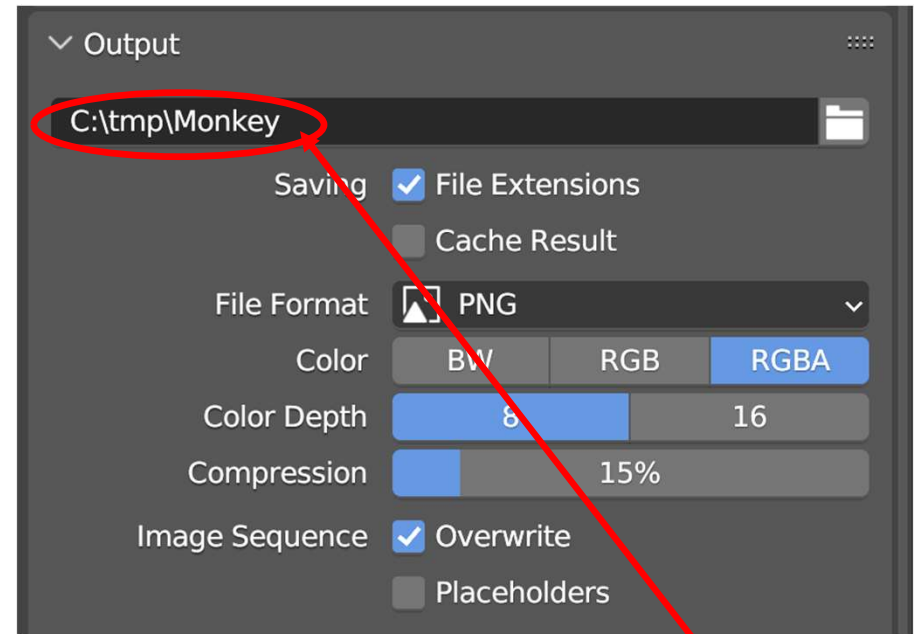 Output
C:\tmp\Monkey
Saving File Extensions
Cache Result
File Format PNG
Color BW RGB RGBA
Color Depth 8 16
Compression 15%
Image Sequence Overwrite
Placeholders